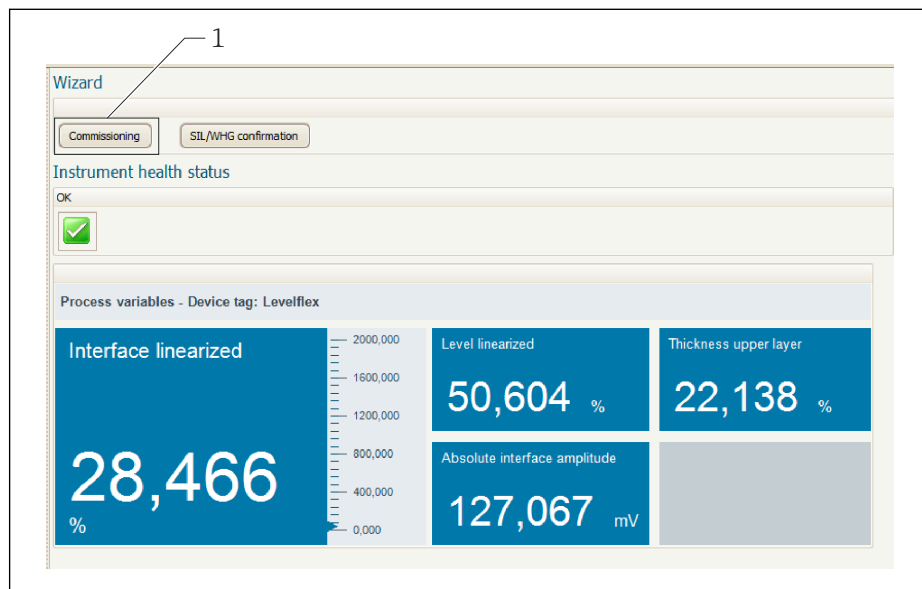 1
Wizard
Commissioning
SIL/WHG confirmation
Instrument health status
OK
Process variables - Device tag: Levelflex
Interface linearized
28,466
%
2000,000
1600,000
1200,000
800,000
400,000
0,000
Level linearized
50,604 %
Thickness upper layer
22,138 %
Absolute interface amplitude
127,067 mV